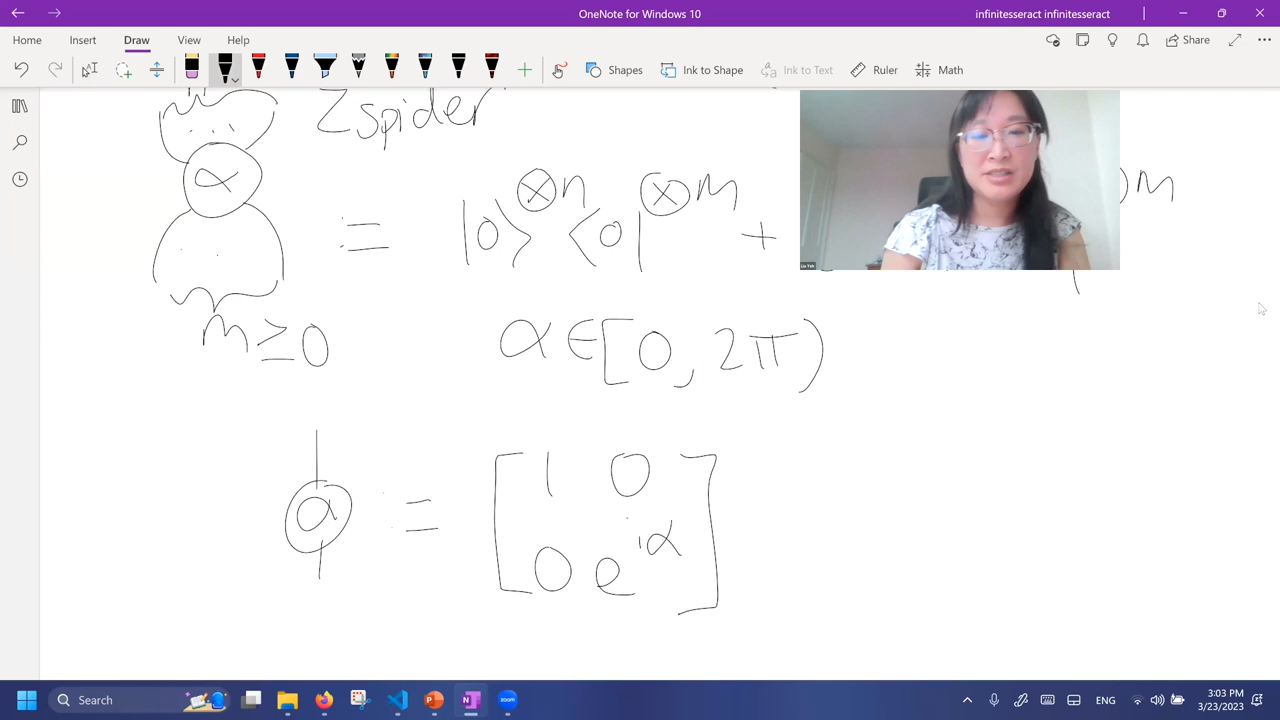 OneNote for Windows 10
infinitesseract infinitesseract
Home Insert Draw View Help
Share
Shapes Ink to Shape Ink to Text Ruler Math
Z spider
α = |0⟩^⊗n ⟨0|^⊗m + m
m ≥ 0 α ∈ [0, 2π)
α = [1 0
0 e^iα]
Search
ENG
3:03 PM
3/23/2023